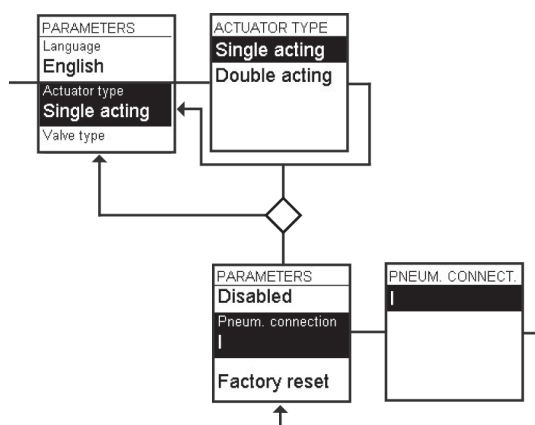 PARAMETERS
Language
English
Actuator type
Single acting
Valve type
ACTUATOR TYPE
Single acting
Double acting
PARAMETERS
Disabled
Pneum. connection
I
Factory reset
PNEUM. CONNECT.
I